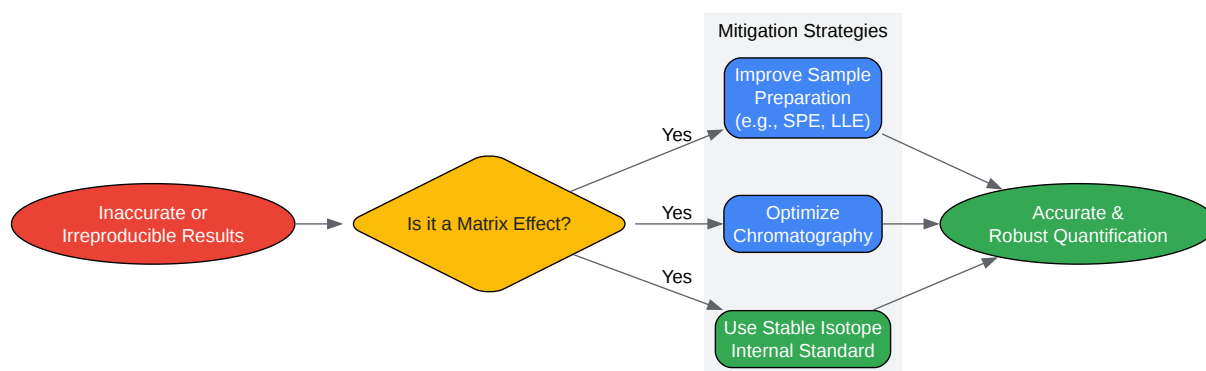 Mitigation Strategies
Inaccurate or
Irreproducible Results
Is it a Matrix Effect?
Yes
Yes
Yes
Improve Sample
Preparation
(e.g., SPE, LLE)
Optimize
Chromatography
Use Stable Isotope
Internal Standard
Accurate &
Robust Quantification